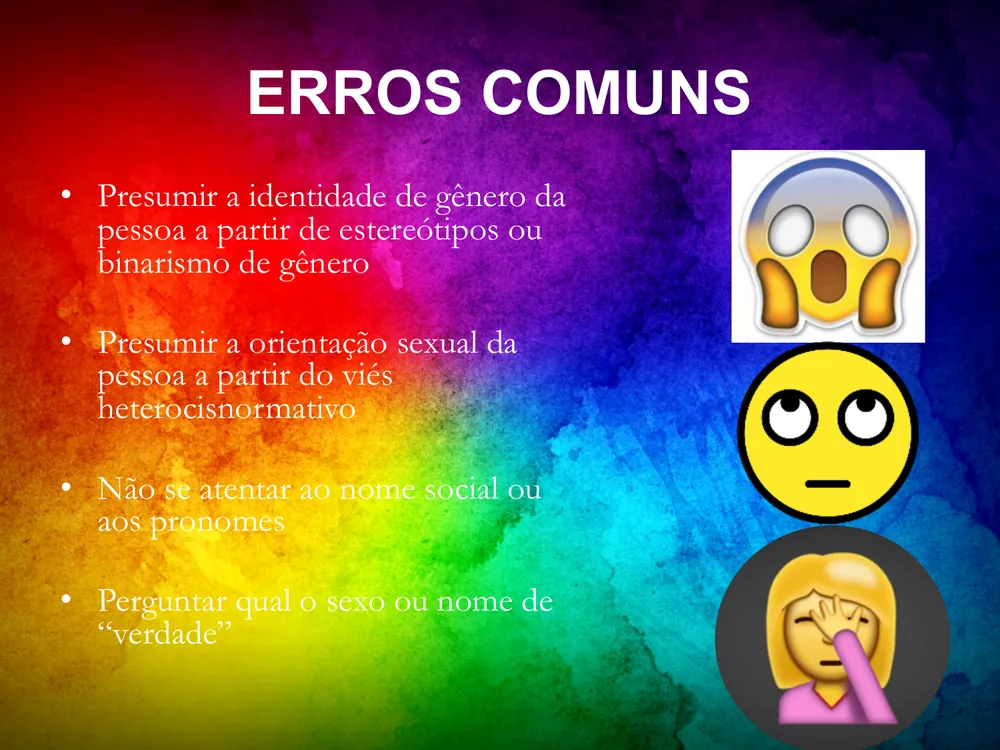 ERROS COMUNS
• Presumir a identidade de gênero da
pessoa a partir de estereótipos ou
binarismo de gênero
• Presumir a orientação sexual da
pessoa a partir do viés
heterocisnormativo
• Não se atentar ao nome social ou
aos pronomes
• Perguntar qual o sexo ou nome de
“verdade”